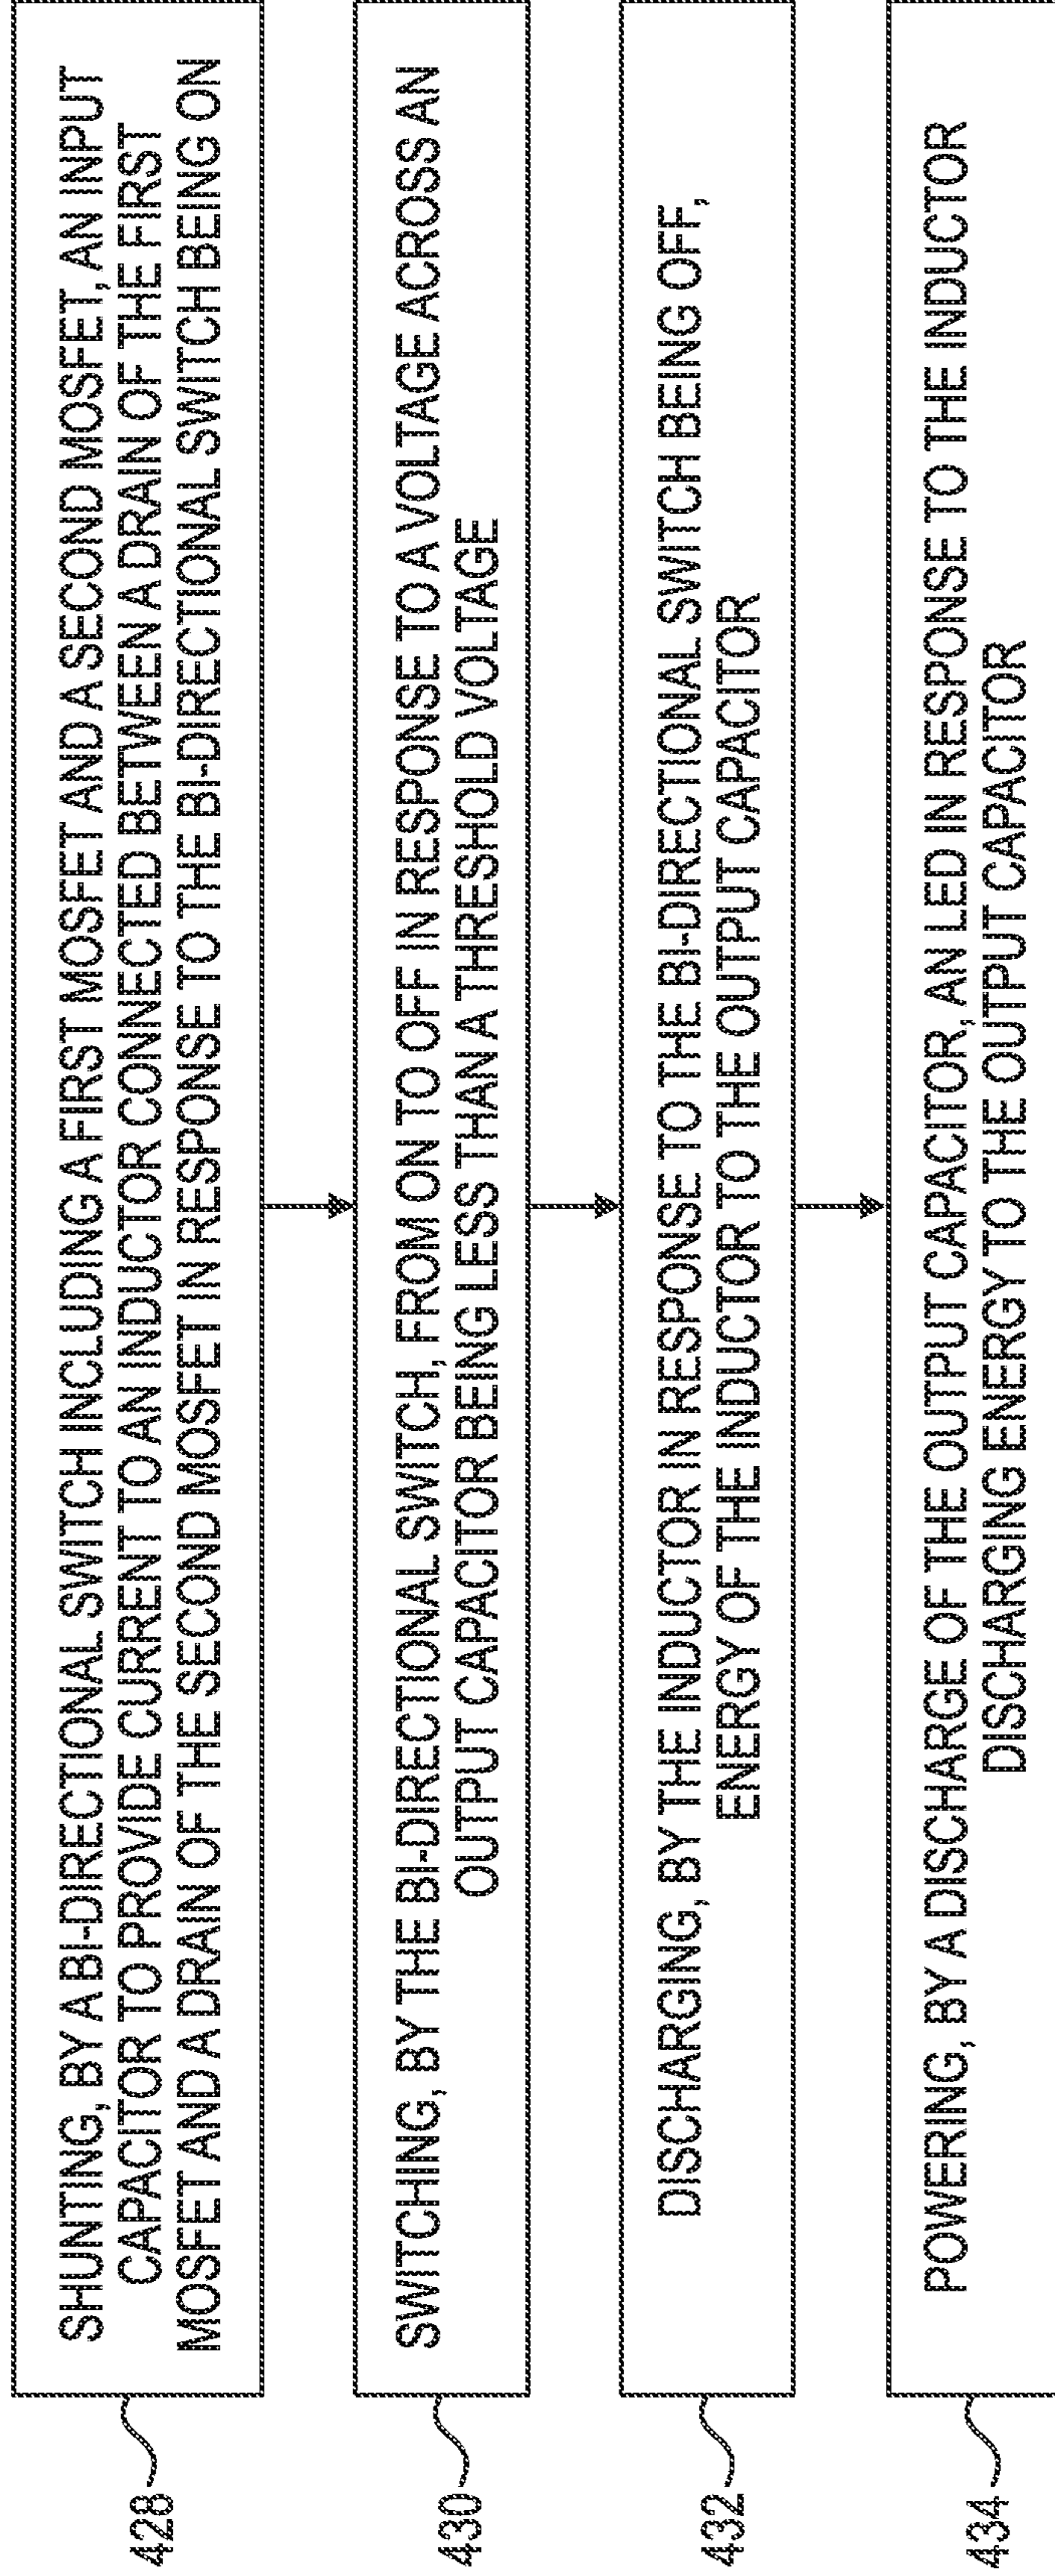 428
SHUNTING, BY A BI-DIRECTIONAL SWITCH INCLUDING A FIRST MOSFET AND A SECOND MOSFET, AN INPUT
CAPACITOR TO PROVIDE CURRENT TO AN INDUCTOR CONNECTED BETWEEN A DRAIN OF THE FIRST
MOSFET AND A DRAIN OF THE SECOND MOSFET IN RESPONSE TO THE BI-DIRECTIONAL SWITCH BEING ON
430
SWITCHING, BY THE BI-DIRECTIONAL SWITCH, FROM ON TO OFF IN RESPONSE TO A VOLTAGE ACROSS AN
OUTPUT CAPACITOR BEING LESS THAN A THRESHOLD VOLTAGE
432
DISCHARGING, BY THE INDUCTOR IN RESPONSE TO THE BI-DIRECTIONAL SWITCH BEING OFF,
ENERGY OF THE INDUCTOR TO THE OUTPUT CAPACITOR
434
POWERING, BY A DISCHARGE OF THE OUTPUT CAPACITOR, AN LED IN RESPONSE TO THE INDUCTOR
DISCHARGING ENERGY TO THE OUTPUT CAPACITOR